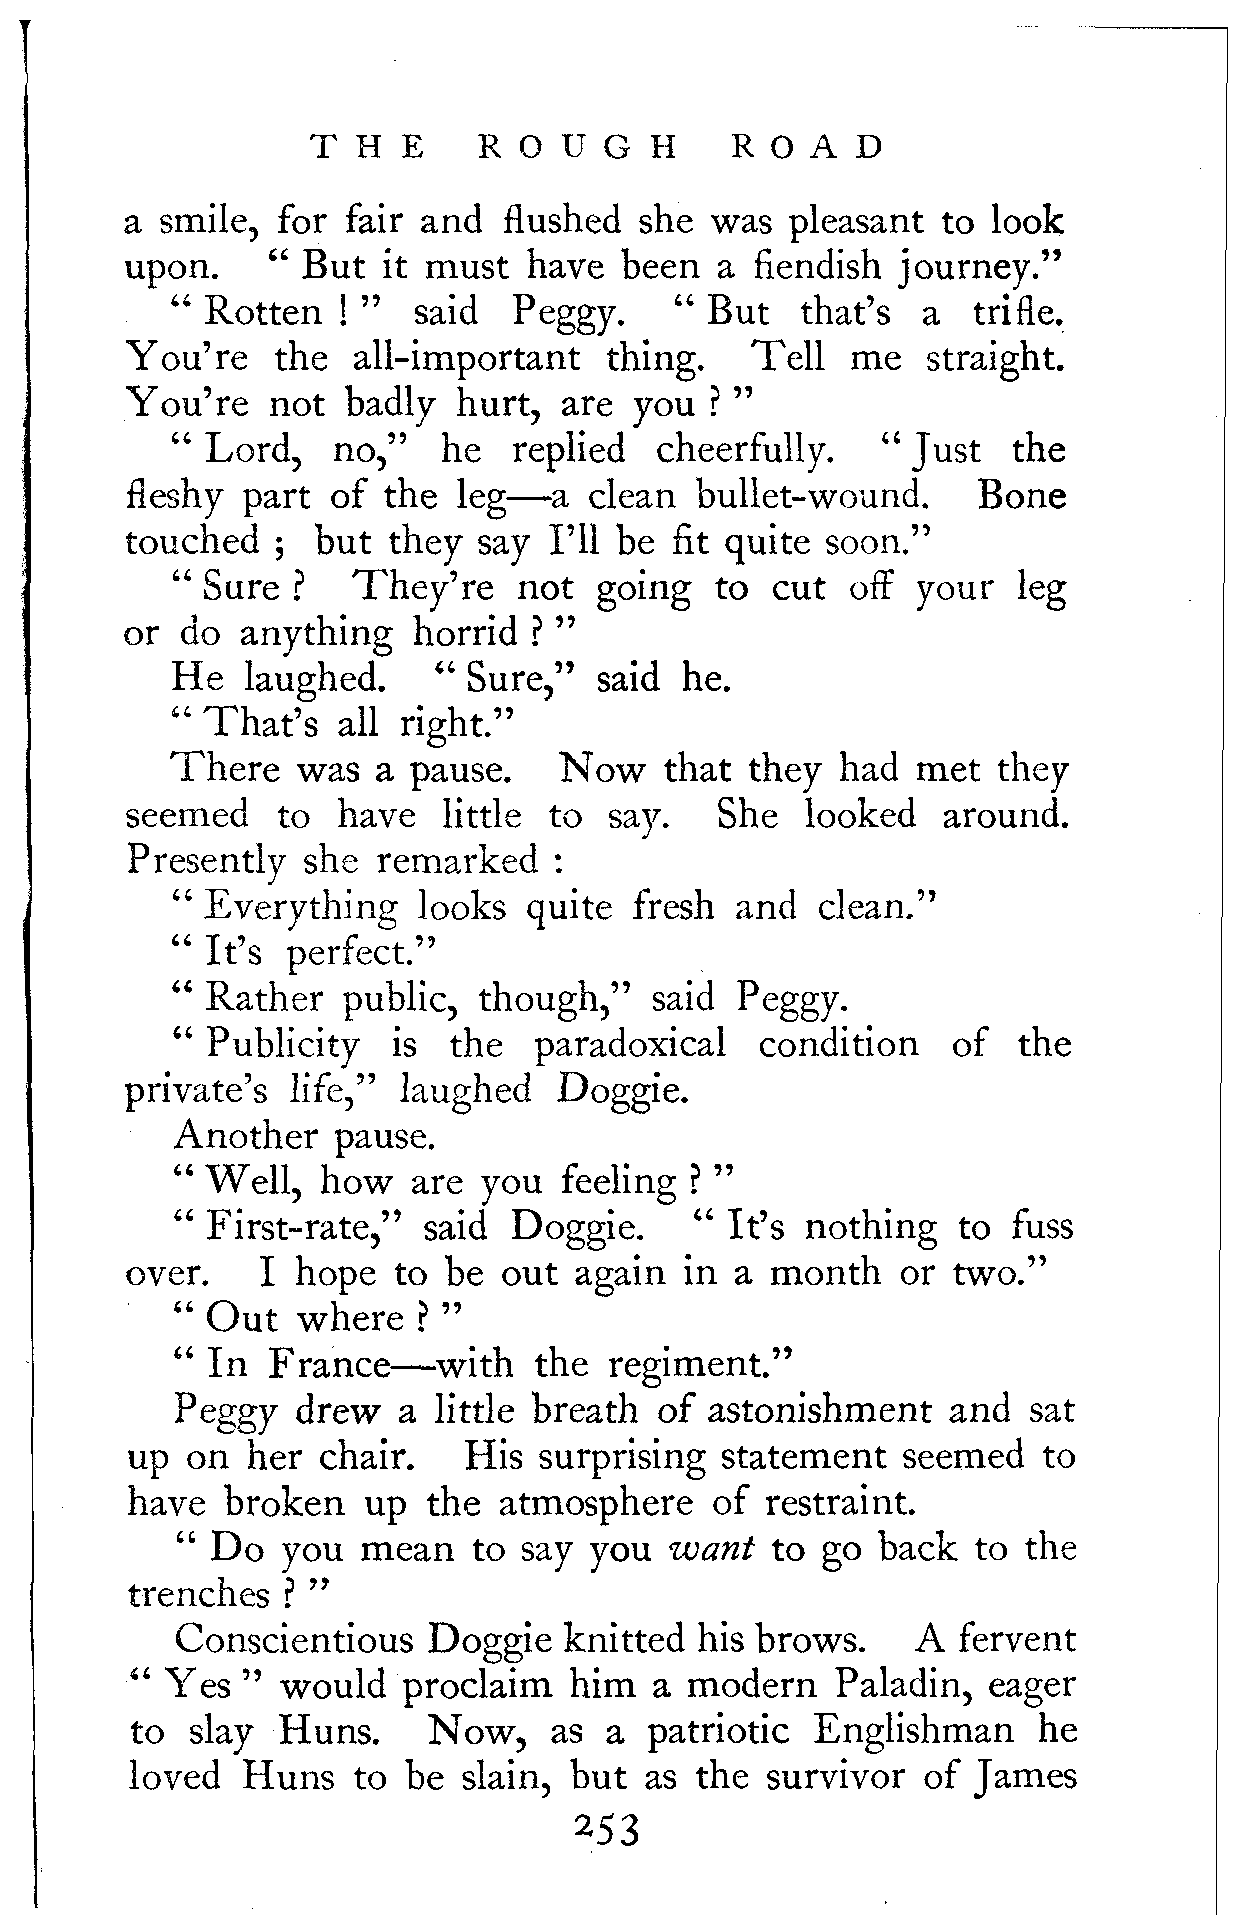 THE ROUGH ROAD
a smile, for fair and flushed she was pleasant to look
upon. “ But it must have been a fiendish journey.”
“ Rotten ! ” said Peggy. “ But that’s a trifle.
You’re the all-important thing. Tell me straight.
You’re not badly hurt, are you ? ”
“ Lord, no,” he replied cheerfully. “ Just the
fleshy part of the leg—a clean bullet-wound. Bone
touched ; but they say I’ll be fit quite soon.”
“ Sure ? They’re not going to cut off your leg
or do anything horrid ? ”
He laughed. “ Sure,” said he.
“ That’s all right.”
There was a pause. Now that they had met they
seemed to have little to say. She looked around.
Presently she remarked :
“ Everything looks quite fresh and clean.”
“ It’s perfect.”
“ Rather public, though,” said Peggy.
“ Publicity is the paradoxical condition of the
private’s life,” laughed Doggie.
Another pause.
“ Well, how are you feeling ? ”
“ First-rate,” said Doggie. “ It’s nothing to fuss
over. I hope to be out again in a month or two.”
“ Out where ? ”
“ In France—with the regiment.”
Peggy drew a little breath of astonishment and sat
up on her chair. His surprising statement seemed to
have broken up the atmosphere of restraint.
“ Do you mean to say you want to go back to the
trenches ? ”
Conscientious Doggie knitted his brows. A fervent
“ Yes ” would proclaim him a modern Paladin, eager
to slay Huns. Now, as a patriotic Englishman he
loved Huns to be slain, but as the survivor of James
253